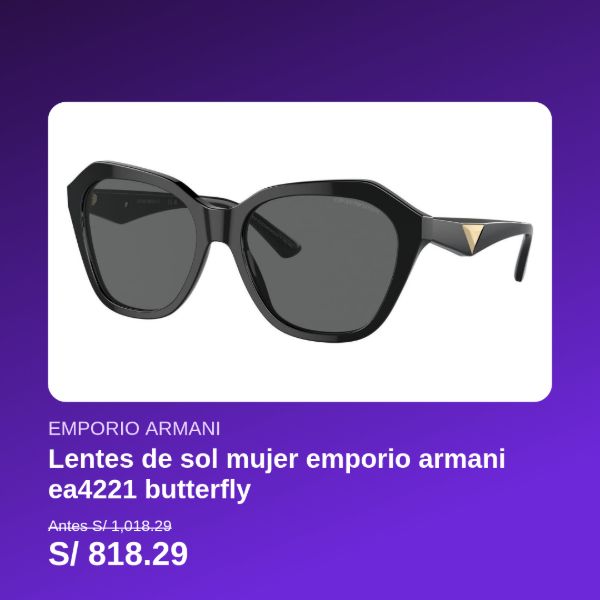 EMPORIO ARMANI
Lentes de sol mujer emporio armani
ea4221 butterfly
Antes S/ 1,018.29
S/ 818.29